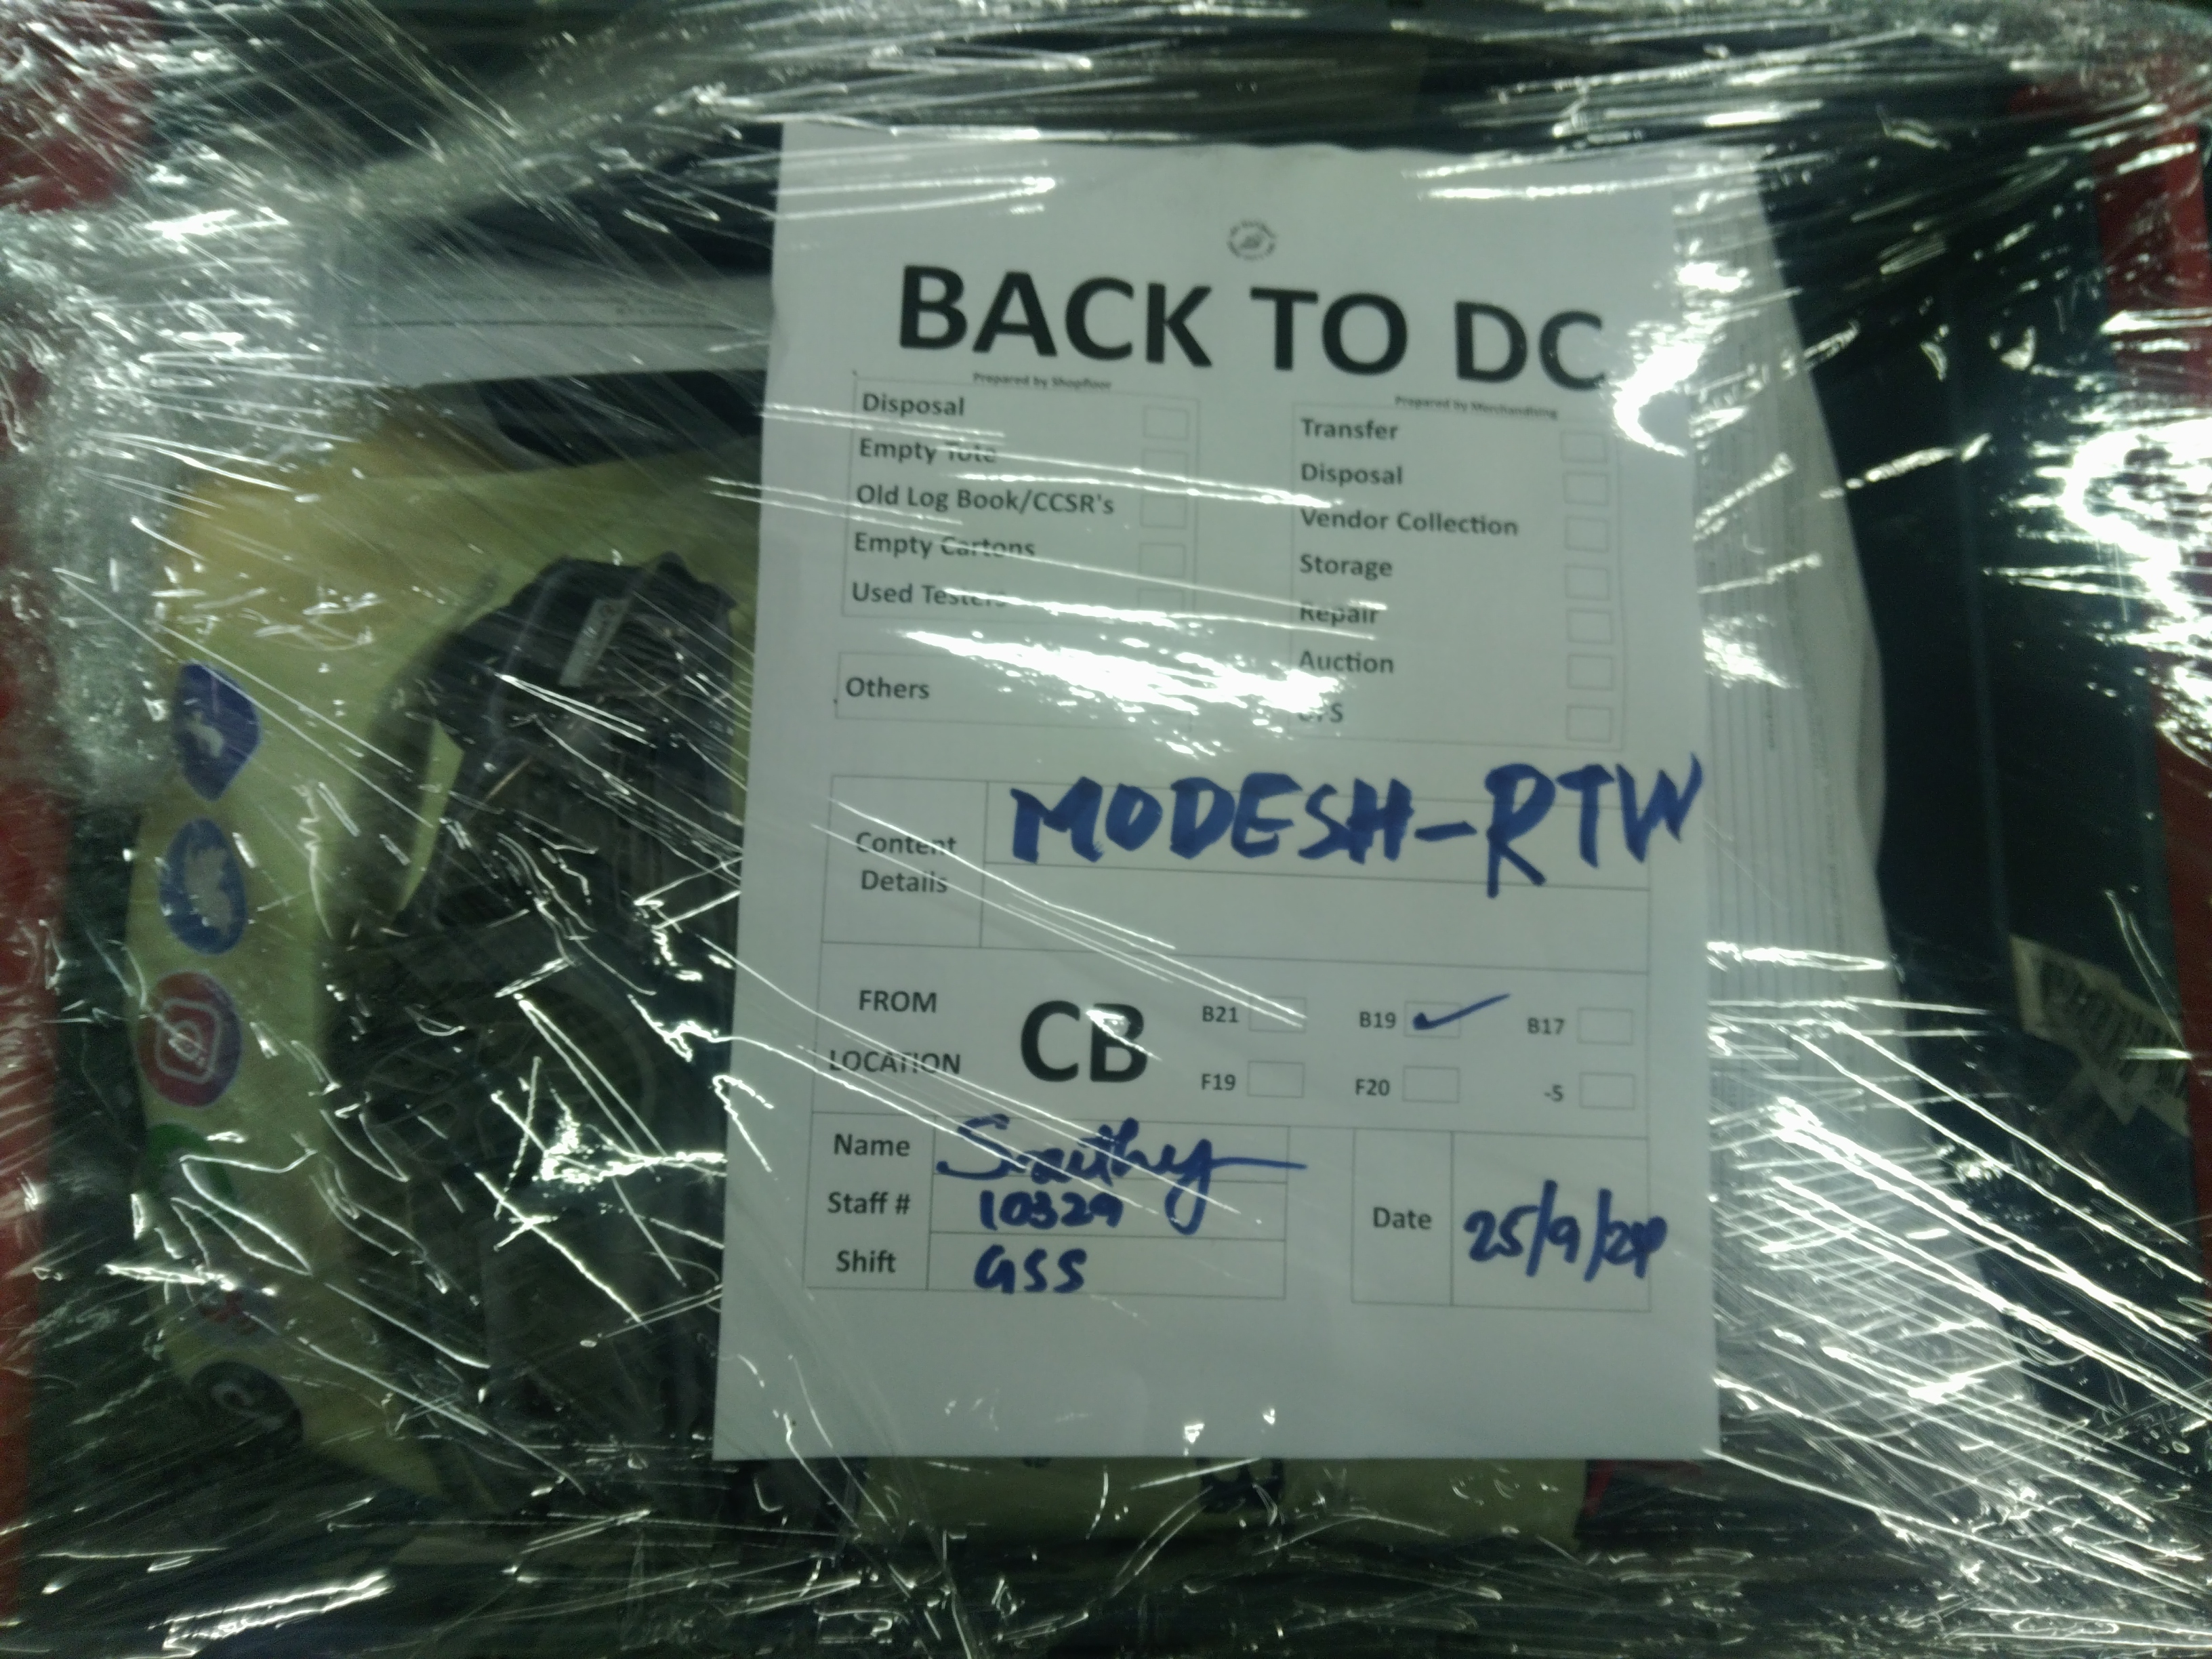 BACK TO DC
Prepared by Shopfloor
Disposal
Empty Tote
Old Log Book/CCSR's
Empty Cartons
Used Testers
Others
Prepared by Merchandising
Transfer
Disposal
Vendor Collection
Storage
Repair
Auction
Content Details
MODESH-RTW
FROM LOCATION
CB
B21 B19 ✓ B17
F19 F20 -5
Name
Staff # 10329
Shift GSS
Date 25/9/